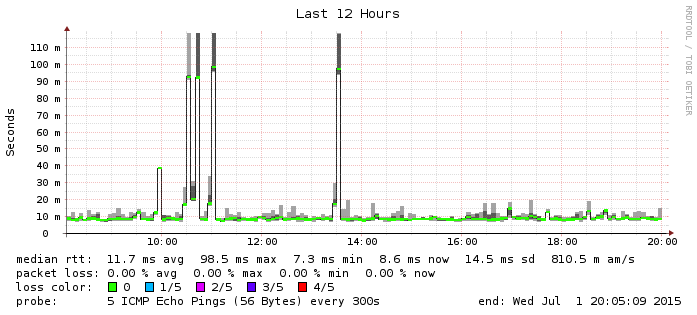 Last 12 Hours
RRDTOOL / TOBI OETIKER
Seconds
110 m
100 m
90 m
80 m
70 m
60 m
50 m
40 m
30 m
20 m
10 m
0
10:00 12:00 14:00 16:00 18:00 20:00
median rtt: 11.7 ms avg 98.5 ms max 7.3 ms min 8.6 ms now 14.5 ms sd 810.5 m am/s
packet loss: 0.00 % avg 0.00 % max 0.00 % min 0.00 % now
loss color: 0 1/5 2/5 3/5 4/5
probe: 5 ICMP Echo Pings (56 Bytes) every 300s end: Wed Jul 1 20:05:09 2015